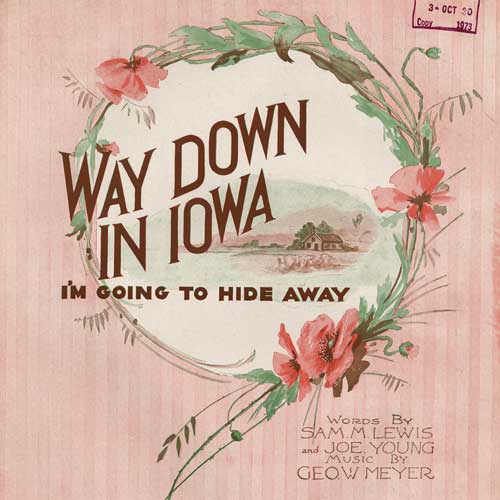 3 - OCT 30
Copy 1973
WAY DOWN
IN IOWA
I'M GOING TO HIDE AWAY
WORDS BY
SAM. M. LEWIS
and JOE. YOUNG
MUSIC BY
GEO. W. MEYER